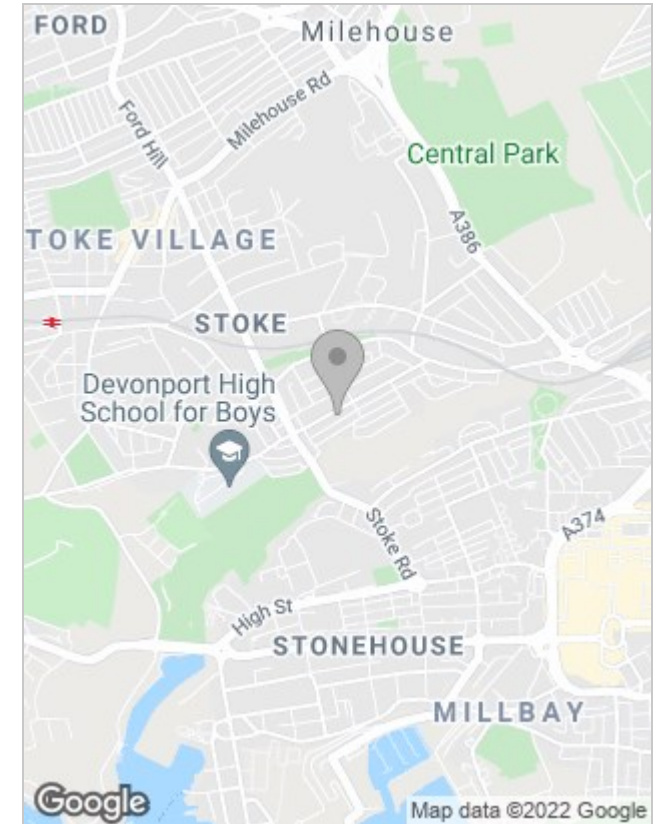 FORD
Milehouse
Milehouse Rd
Ford Hill
Central Park
A386
TOKE VILLAGE
STOKE
Devonport High
School for Boys
Stoke Rd
A374
High St
STONEHOUSE
MILLBAY
Google
Map data ©2022 Google